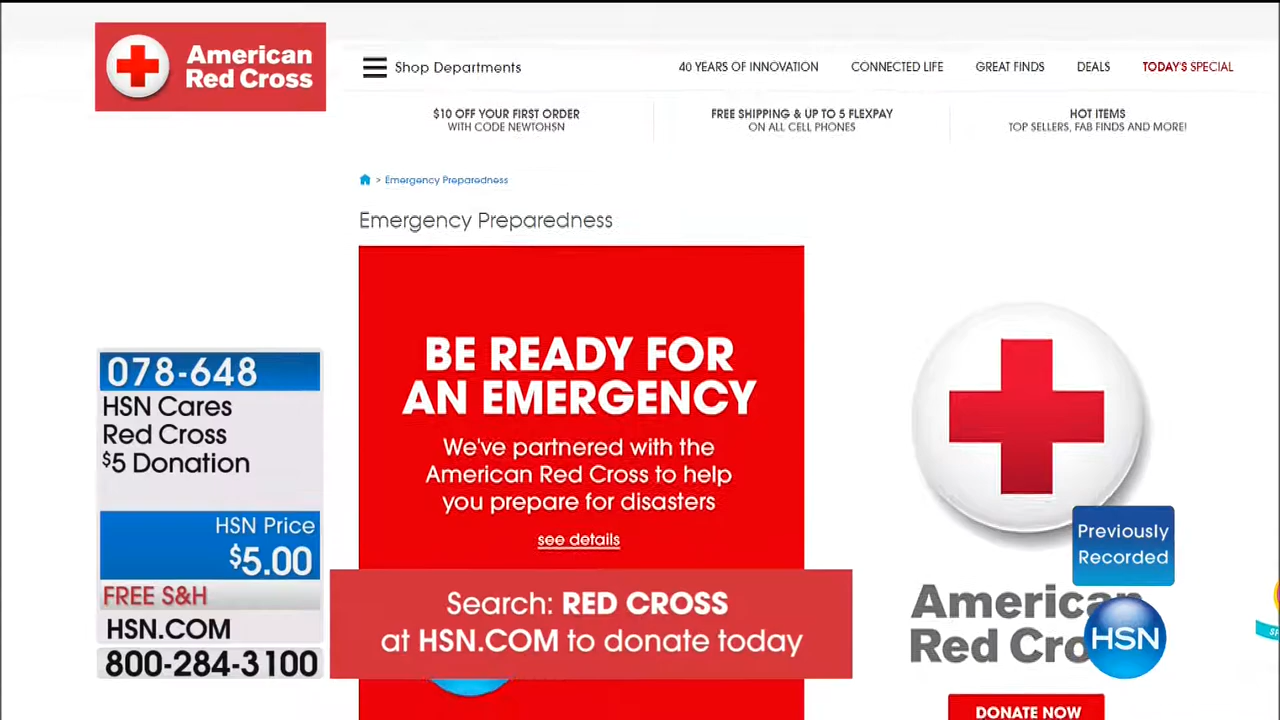 American
Red Cross
Shop Departments
40 YEARS OF INNOVATION
CONNECTED LIFE
GREAT FINDS
DEALS
TODAY'S SPECIAL
$10 OFF YOUR FIRST ORDER
WITH CODE NEWTOHSN
FREE SHIPPING & UP TO 5 FLEXPAY
ON ALL CELL PHONES
HOT ITEMS
TOP SELLERS, FAB FINDS AND MORE!
> Emergency Preparedness
Emergency Preparedness
BE READY FOR
AN EMERGENCY
We've partnered with the
American Red Cross to help
you prepare for disasters
see details
078-648
HSN Cares
Red Cross
$5 Donation
HSN Price
$5.00
FREE S&H
HSN.COM
800-284-3100
Search: RED CROSS
at HSN.COM to donate today
Previously
Recorded
American
Red Cro
HSN
DONATE NOW